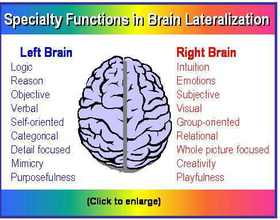 Specialty Functions in Brain Lateralization
Left Brain
Logic
Reason
Objective
Verbal
Self-oriented
Categorical
Detail focused
Mimicry
Purposefulness
Right Brain
Intuition
Emotions
Subjective
Visual
Group-oriented
Relational
Whole picture focused
Creativity
Playfulness
(Click to enlarge)